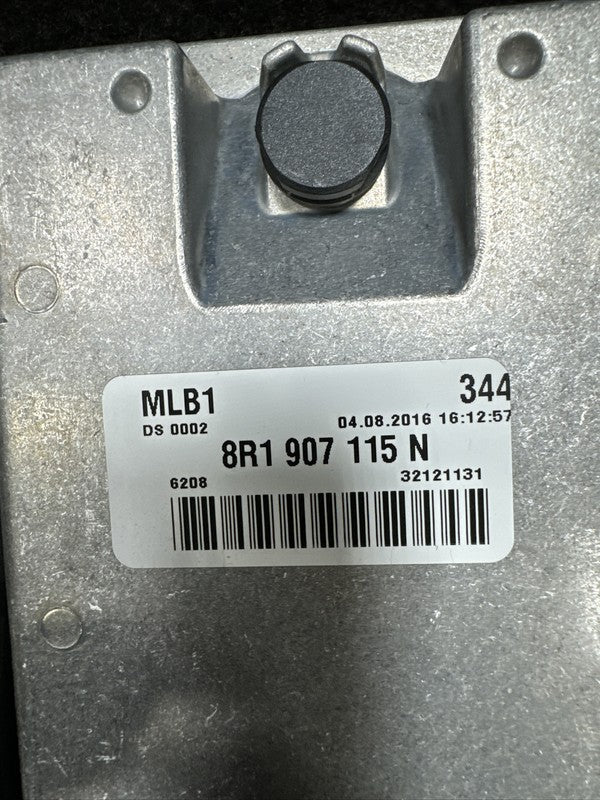 MLB1 344
DS 0002 04.08.2016 16:12:57
8R1 907 115 N
6208 32121131